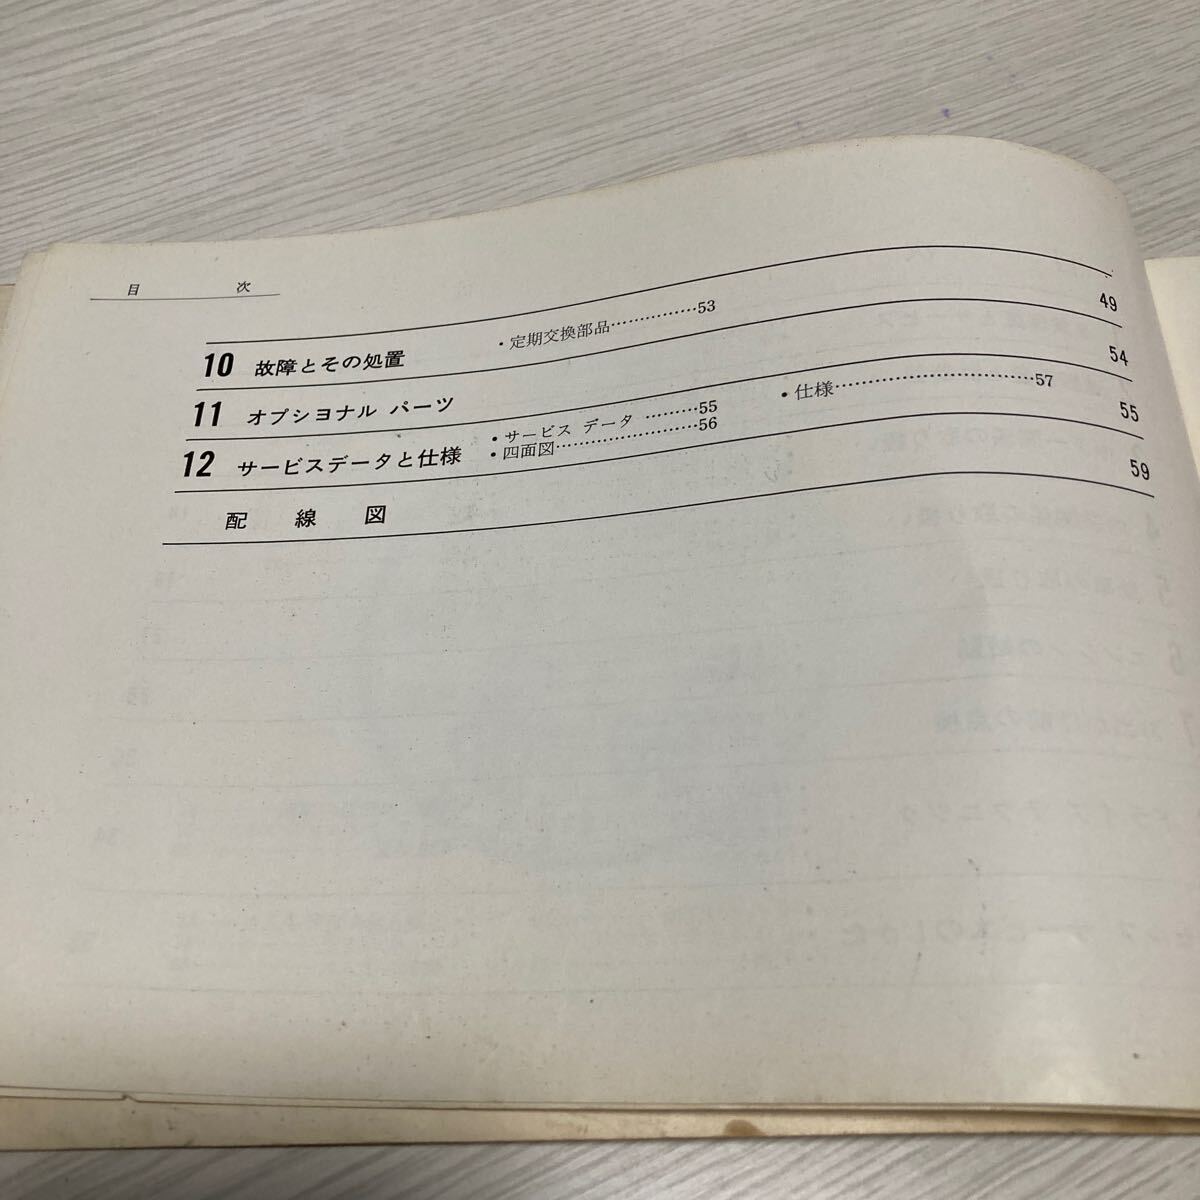 目次
10 故障とその処置 ・定期交換部品……………53 49
11 オプショナル パーツ 54
12 サービスデータと仕様 ・サービス データ ………55 ・仕様……………………………57 55
・四面図……………………56
配線図 59